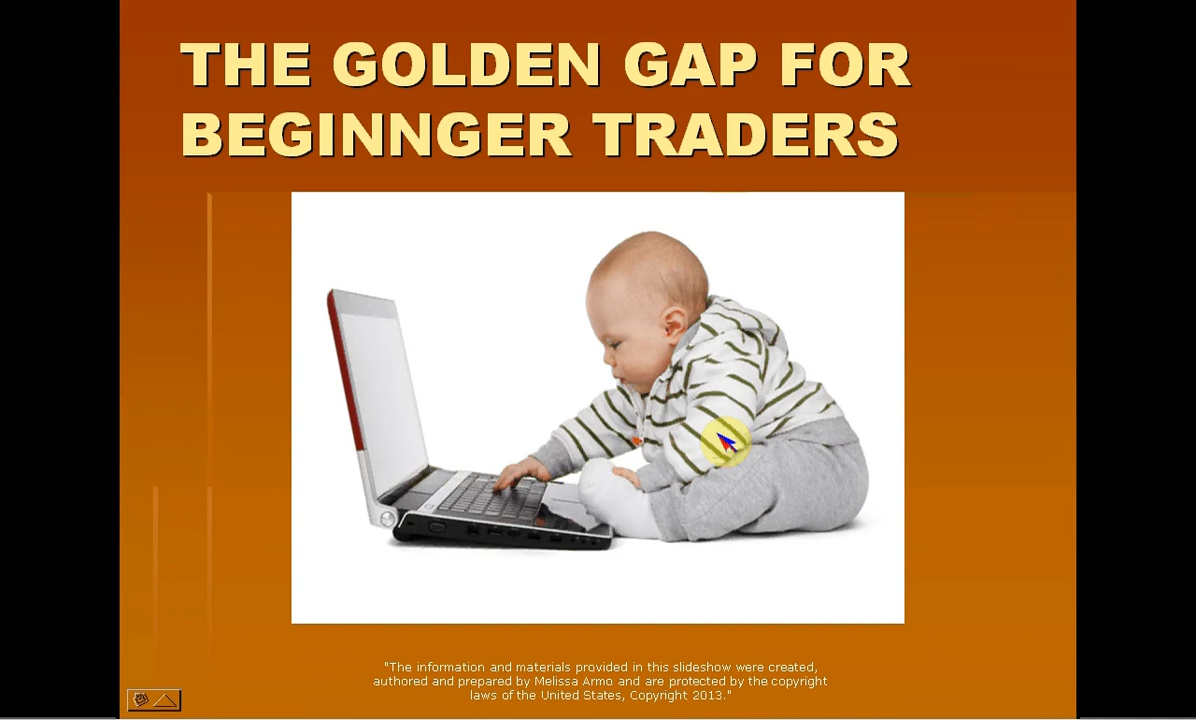 THE GOLDEN GAP FOR
BEGINNGER TRADERS
"The information and materials provided in this slideshow were created,
authored and prepared by Melissa Armo and are protected by the copyright
laws of the United States, Copyright 2013."